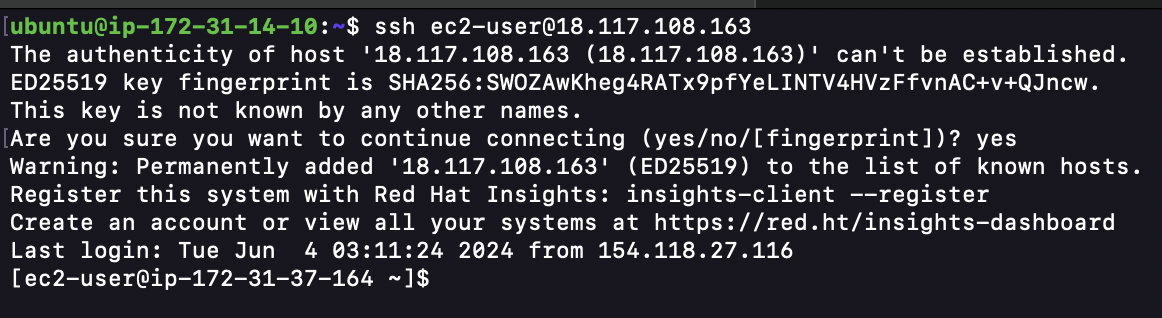 [ubuntu@ip-172-31-14-10:~$ ssh ec2-user@18.117.108.163
The authenticity of host '18.117.108.163 (18.117.108.163)' can't be established.
ED25519 key fingerprint is SHA256:SWOZAwKheg4RATx9pfYeLINTV4HVzFfvnAC+v+QJncw.
This key is not known by any other names.
[Are you sure you want to continue connecting (yes/no/[fingerprint])? yes
Warning: Permanently added '18.117.108.163' (ED25519) to the list of known hosts.
Register this system with Red Hat Insights: insights-client --register
Create an account or view all your systems at https://red.ht/insights-dashboard
Last login: Tue Jun  4 03:11:24 2024 from 154.118.27.116
[ec2-user@ip-172-31-37-164 ~]$